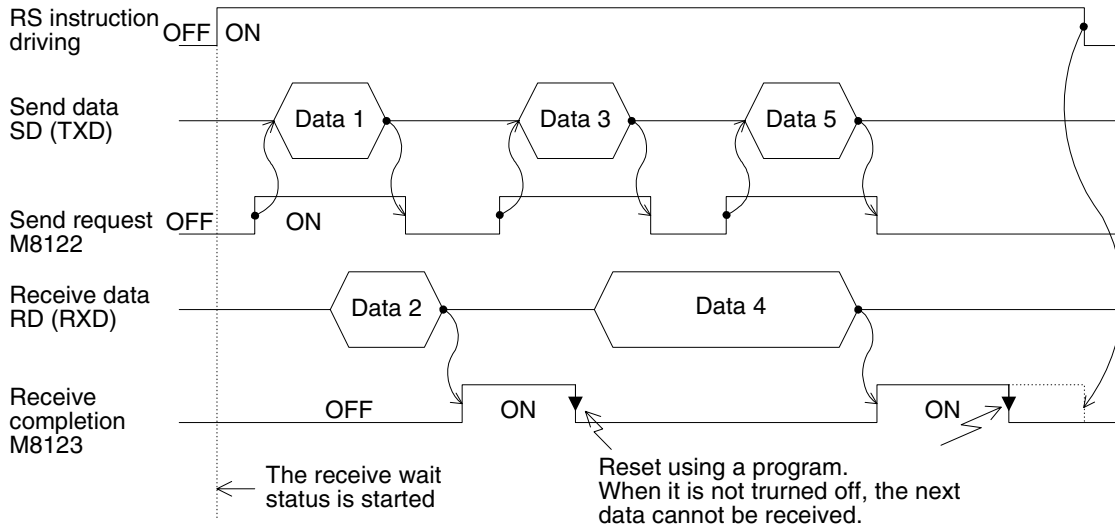 RS instruction
driving
OFF
ON
Send data
SD (TXD)
Data 1
Data 3
Data 5
Send request
M8122
OFF
ON
Receive data
RD (RXD)
Data 2
Data 4
Receive
completion
M8123
OFF
ON
ON
The receive wait
status is started
Reset using a program.
When it is not trurned off, the next
data cannot be received.